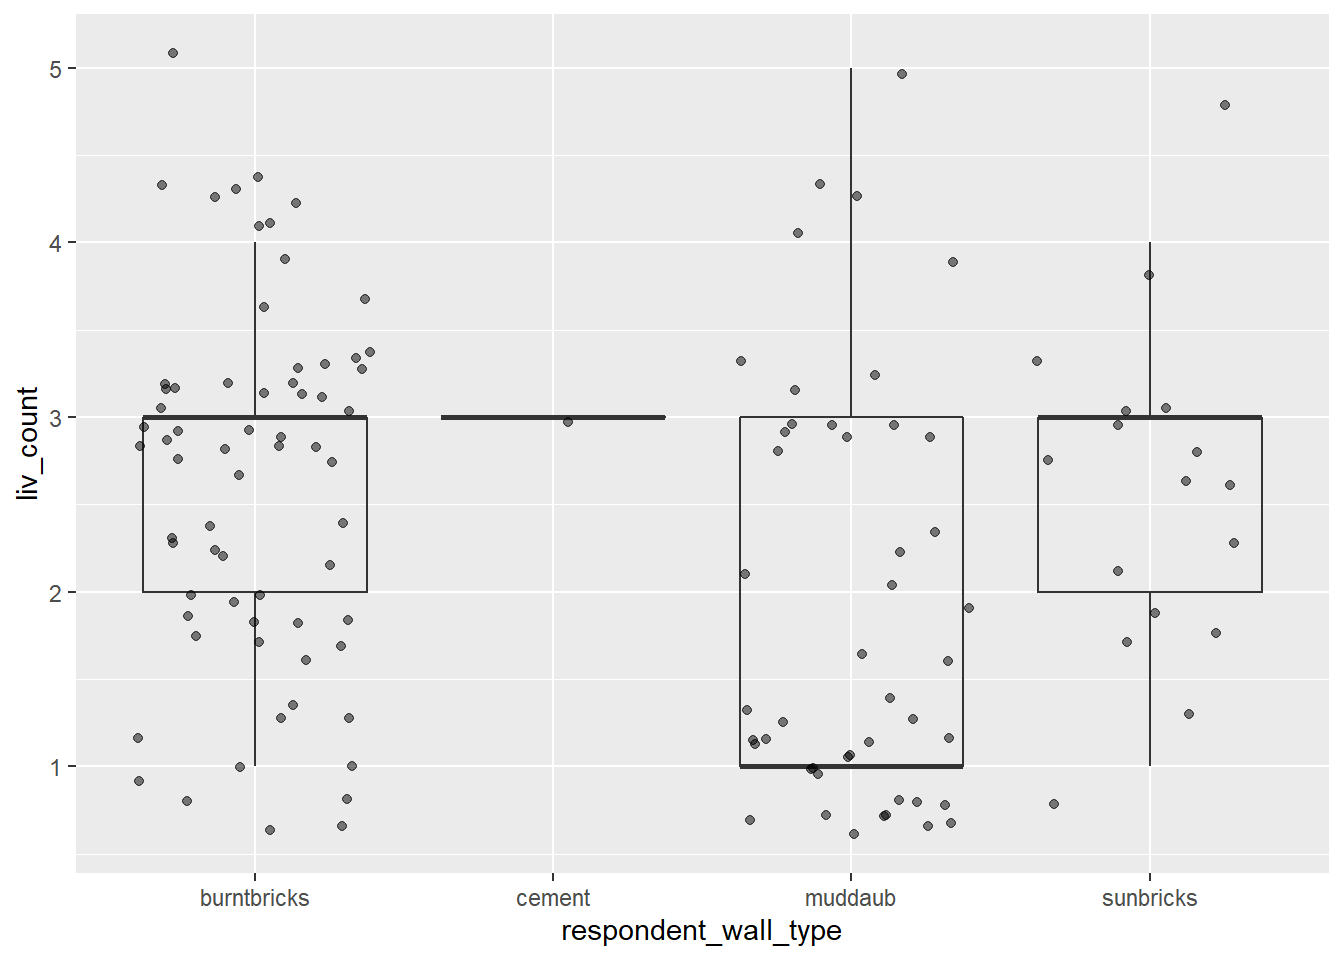 5
4
3
2
1
liv_count
burntbricks
cement
muddaub
sunbricks
respondent_wall_type